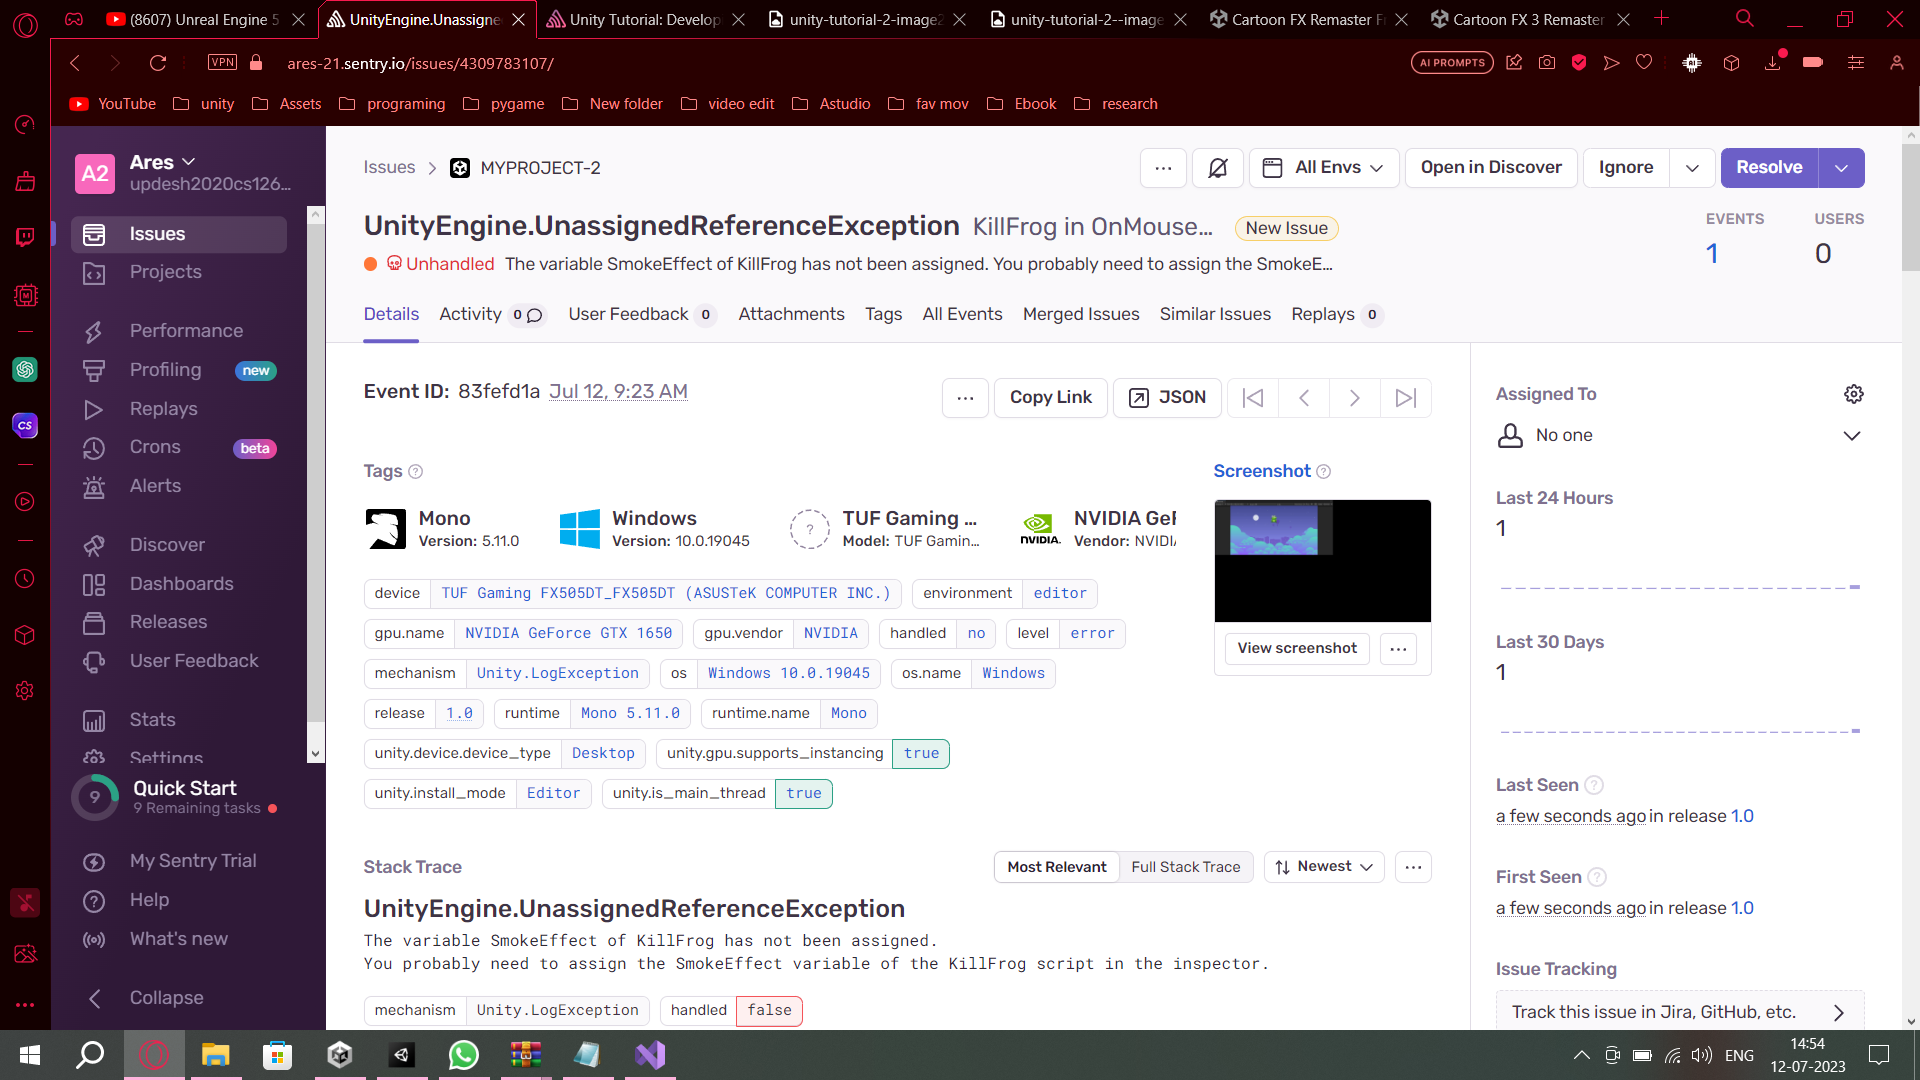 (8607) Unreal Engine 5
UnityEngine.Unassigne
Unity Tutorial: Develop
unity-tutorial-2-image2
unity-tutorial-2--image
Cartoon FX Remaster F
Cartoon FX 3 Remaster
VPN
ares-21.sentry.io/issues/4309783107/
AI PROMPTS
YouTube
unity
Assets
programing
pygame
New folder
video edit
Astudio
fav mov
Ebook
research
A2
Ares
updesh2020cs126...
Issues
Projects
Performance
Profiling
new
Replays
Crons
beta
Alerts
Discover
Dashboards
Releases
User Feedback
Stats
Settings
9
Quick Start
9 Remaining tasks
My Sentry Trial
Help
What's new
Collapse
CS
Issues
MYPROJECT-2
All Envs
Open in Discover
Ignore
Resolve
UnityEngine.UnassignedReferenceException KillFrog in OnMouse...
New Issue
EVENTS
1
USERS
0
Unhandled The variable SmokeEffect of KillFrog has not been assigned. You probably need to assign the SmokeE...
Details
Activity 0
User Feedback 0
Attachments
Tags
All Events
Merged Issues
Similar Issues
Replays 0
Event ID: 83fefd1a Jul 12, 9:23 AM
...
Copy Link
JSON
Tags ?
Mono
Version: 5.11.0
Windows
Version: 10.0.19045
?
TUF Gaming ...
Model: TUF Gamin...
NVIDIA.
NVIDIA GeF
Vendor: NVIDI
Screenshot ?
View screenshot
...
device TUF Gaming FX505DT_FX505DT (ASUSTeK COMPUTER INC.)
environment editor
gpu.name NVIDIA GeForce GTX 1650
gpu.vendor NVIDIA
handled no
level error
mechanism Unity.LogException
os Windows 10.0.19045
os.name Windows
release 1.0
runtime Mono 5.11.0
runtime.name Mono
unity.device.device_type Desktop
unity.gpu.supports_instancing true
unity.install_mode Editor
unity.is_main_thread true
Stack Trace
Most Relevant
Full Stack Trace
Newest
...
UnityEngine.UnassignedReferenceException
The variable SmokeEffect of KillFrog has not been assigned.
You probably need to assign the SmokeEffect variable of the KillFrog script in the inspector.
mechanism Unity.LogException
handled false
Assigned To
No one
Last 24 Hours
1
Last 30 Days
1
Last Seen ?
a few seconds ago in release 1.0
First Seen ?
a few seconds ago in release 1.0
Issue Tracking
Track this issue in Jira, GitHub, etc.
ENG
14:54
12-07-2023